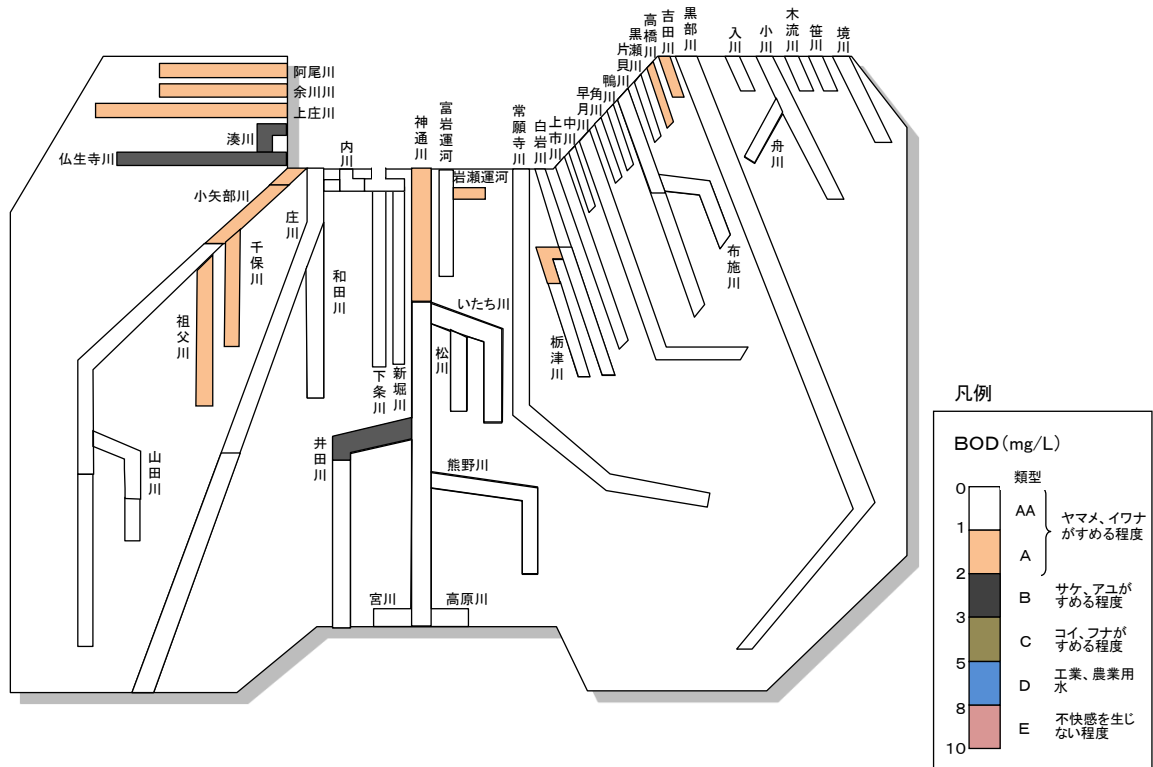 阿尾川
余川川
上庄川
湊川
仏生寺川
小矢部川
千保川
祖父川
山田川
庄川
和田川
内川
下条川
新堀川
神通川
富岩運河
岩瀬運河
いたち川
松川
井田川
熊野川
宮川
高原川
常願寺川
白岩川
栃津川
上市川
中川
早月川
角川
鴨川
片貝川
布施川
黒瀬川
高橋川
吉田川
黒部川
入川
小川
舟川
木流川
笹川
境川
凡例
BOD(mg/L)
類型
0
AA
ヤマメ、イワナ
がすめる程度
1
A
2
B
サケ、アユが
すめる程度
3
C
コイ、フナが
すめる程度
5
D
工業、農業用
水
8
E
不快感を生じ
ない程度
10